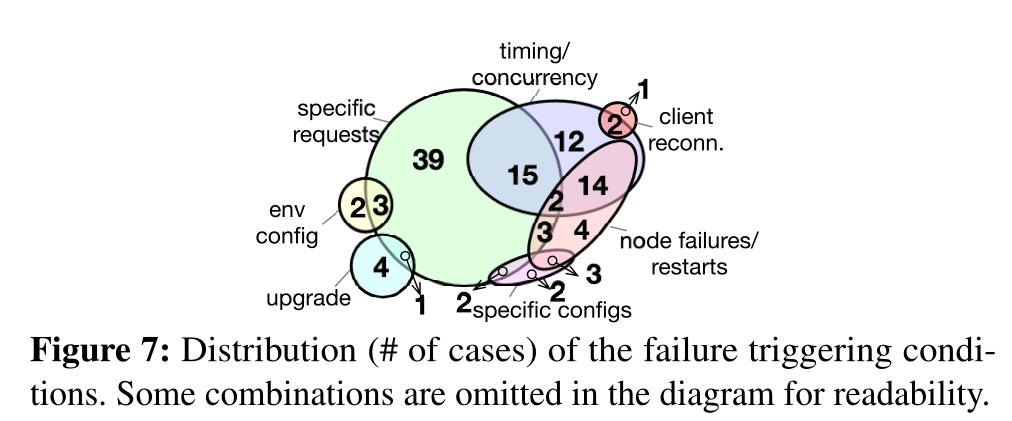 timing/
concurrency
1
specific
requests
client
reconn.
2
12
39
15
14
2
env
config
2 3
3 4
node failures/
restarts
4
3
upgrade
1
2
2
specific configs
Figure 7: Distribution (# of cases) of the failure triggering condi-
tions. Some combinations are omitted in the diagram for readability.